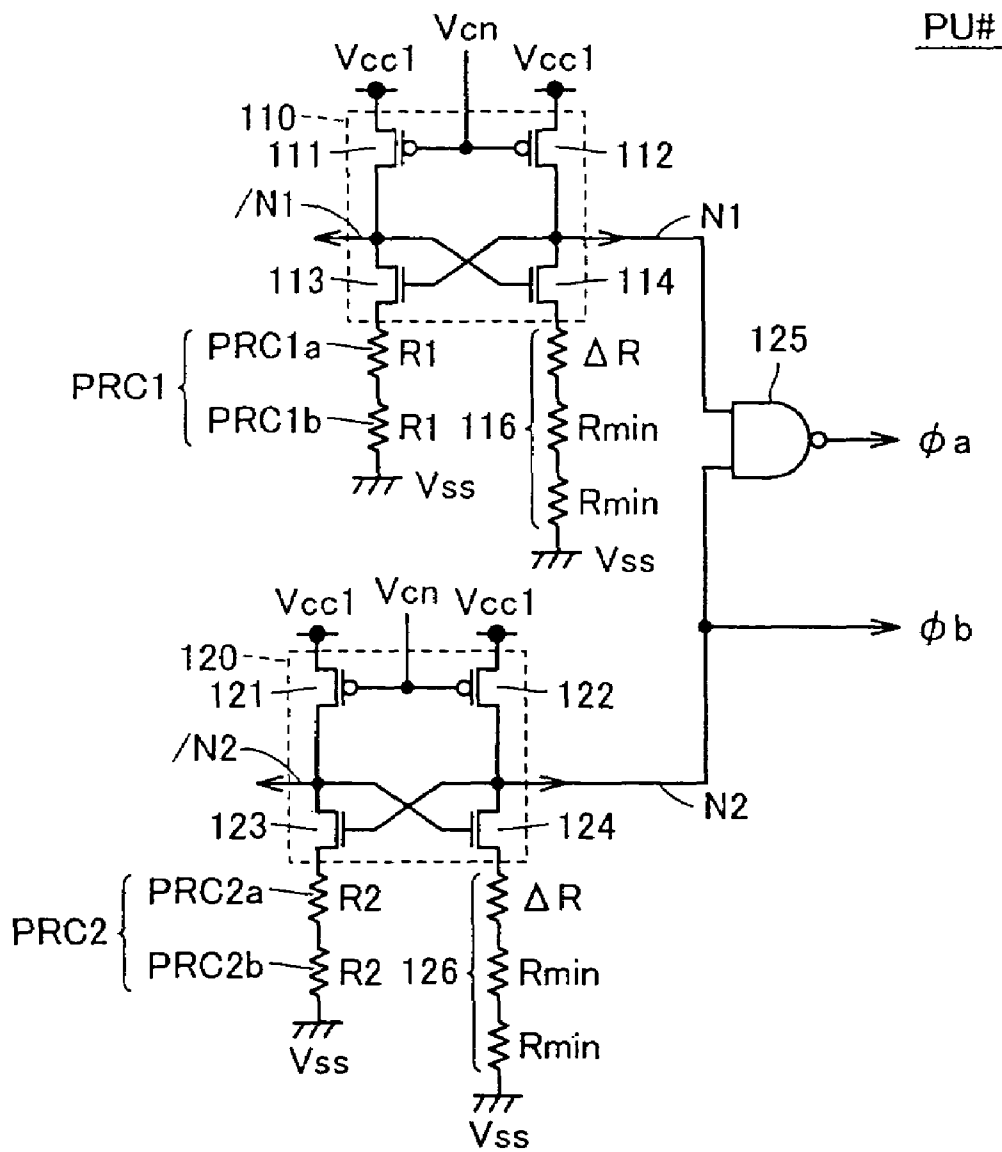 PU#
Vcn
Vcc1 Vcc1
110
111 112
/N1 N1
113 114
125
PRC1a R1 ΔR
PRC1
PRC1b R1 116 Rmin
φa
Vss Rmin
Vss
Vcn
Vcc1 Vcc1
φb
120
121 122
/N2
N2
123 124
PRC2a R2 ΔR
PRC2
PRC2b R2 126 Rmin
Vss Rmin
Vss